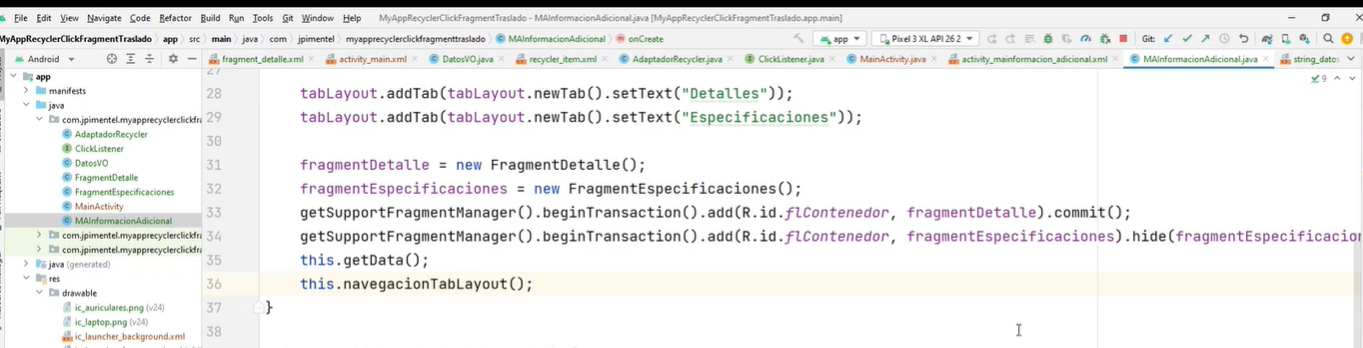 File Edit View Navigate Code Refactor Build Run Tools Git Window Help MyAppRecyclerClickFragmentTraslado - MAInformacionAdicional.java [MyAppRecyclerClickFragmentTraslado.app.main]
MyAppRecyclerClickFragmentTraslado app src main java com jpimentel myapprecyclerclickfragmenttraslado MAInformacionAdicional onCreate
app Pixel 3 XL API 26 2 Git:
Android
fragment_detalle.xml activity_main.xml DatosVO.java recycler_item.xml AdaptadorRecycler.java ClickListener.java MainActivity.java activity_mainformacion_adicional.xml MAInformacionAdicional.java string_datos
app
manifests
java
com.jpimentel.myapprecyclerclickfra
AdaptadorRecycler
ClickListener
DatosVO
FragmentDetalle
FragmentEspecificaciones
MainActivity
MAInformacionAdicional
com.jpimentel.myapprecyclerclickfra
com.jpimentel.myapprecyclerclickfra
java (generated)
res
drawable
ic_auriculares.png (v24)
ic_laptop.png (v24)
ic_launcher_background.xml
9
27
28 tabLayout.addTab(tabLayout.newTab().setText("Detalles"));
29 tabLayout.addTab(tabLayout.newTab().setText("Especificaciones"));
30
31 fragmentDetalle = new FragmentDetalle();
32 fragmentEspecificaciones = new FragmentEspecificaciones();
33 getSupportFragmentManager().beginTransaction().add(R.id.flContenedor, fragmentDetalle).commit();
34 getSupportFragmentManager().beginTransaction().add(R.id.flContenedor, fragmentEspecificaciones).hide(fragmentEspecificacion
35 this.getData();
36 this.navegacionTabLayout();
37 }
38